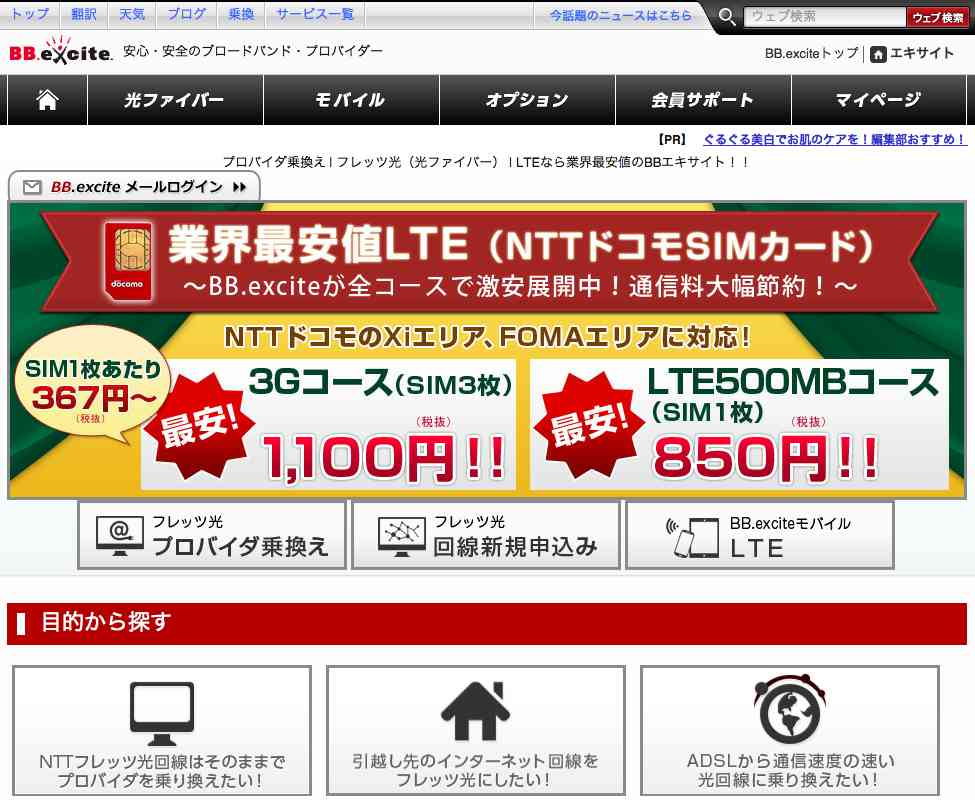 トップ 翻訳 天気 ブログ 乗換 サービス一覧 今話題のニュースはこちら ウェブ検索 ウェブ検索
BB.excite. 安心・安全のブロードバンド・プロバイダー BB.exciteトップ エキサイト
光ファイバー モバイル オプション 会員サポート マイページ
【PR】 ぐるぐる美白でお肌のケアを！編集部おすすめ！
プロバイダ乗換え | フレッツ光（光ファイバー） | LTEなら業界最安値のBBエキサイト！！
BB.excite メールログイン
業界最安値LTE（NTTドコモSIMカード）
docomo
〜BB.exciteが全コースで激安展開中！通信料大幅節約！〜
NTTドコモのXiエリア、FOMAエリアに対応!
SIM1枚あたり
367円〜
（税抜）
3Gコース（SIM3枚）
最安!
（税抜）
1,100円!!
LTE500MBコース
（SIM1枚）
最安!
（税抜）
850円!!
フレッツ光
プロバイダ乗換え
フレッツ光
回線新規申込み
BB.exciteモバイル
LTE
目的から探す
NTTフレッツ光回線はそのままで
プロバイダを乗り換えたい!
引越し先のインターネット回線を
フレッツ光にしたい!
ADSLから通信速度の速い
光回線に乗り換えたい!